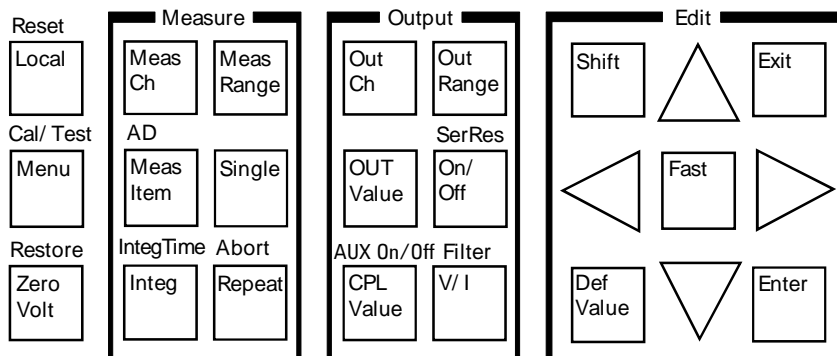 Measure Output Edit
Reset
Local
Meas
Ch
Meas
Range
Out
Ch
Out
Range
Shift
Exit
Cal/ Test
AD
SerRes
Menu
Meas
Item
Single
OUT
Value
On/
Off
Fast
Restore
IntegTime
Abort
AUX On/Off
Filter
Zero
Volt
Integ
Repeat
CPL
Value
V/ I
Def
Value
Enter